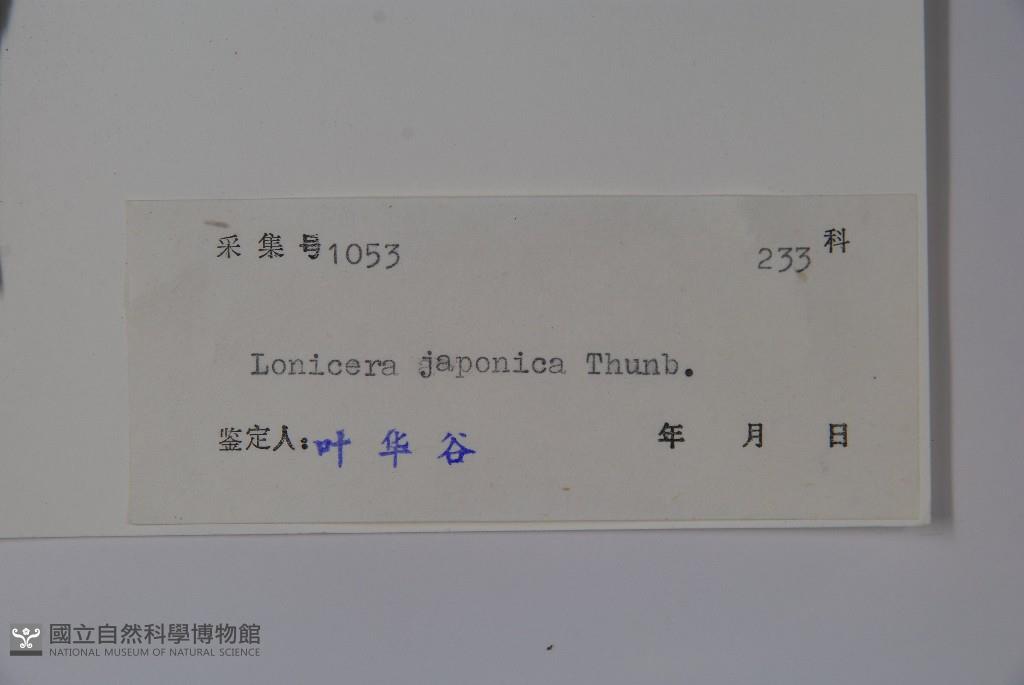 采集号1053 233科
Lonicera japonica Thunb.
鉴定人:叶华谷 年 月 日
國立自然科學博物館
NATIONAL MUSEUM OF NATURAL SCIENCE